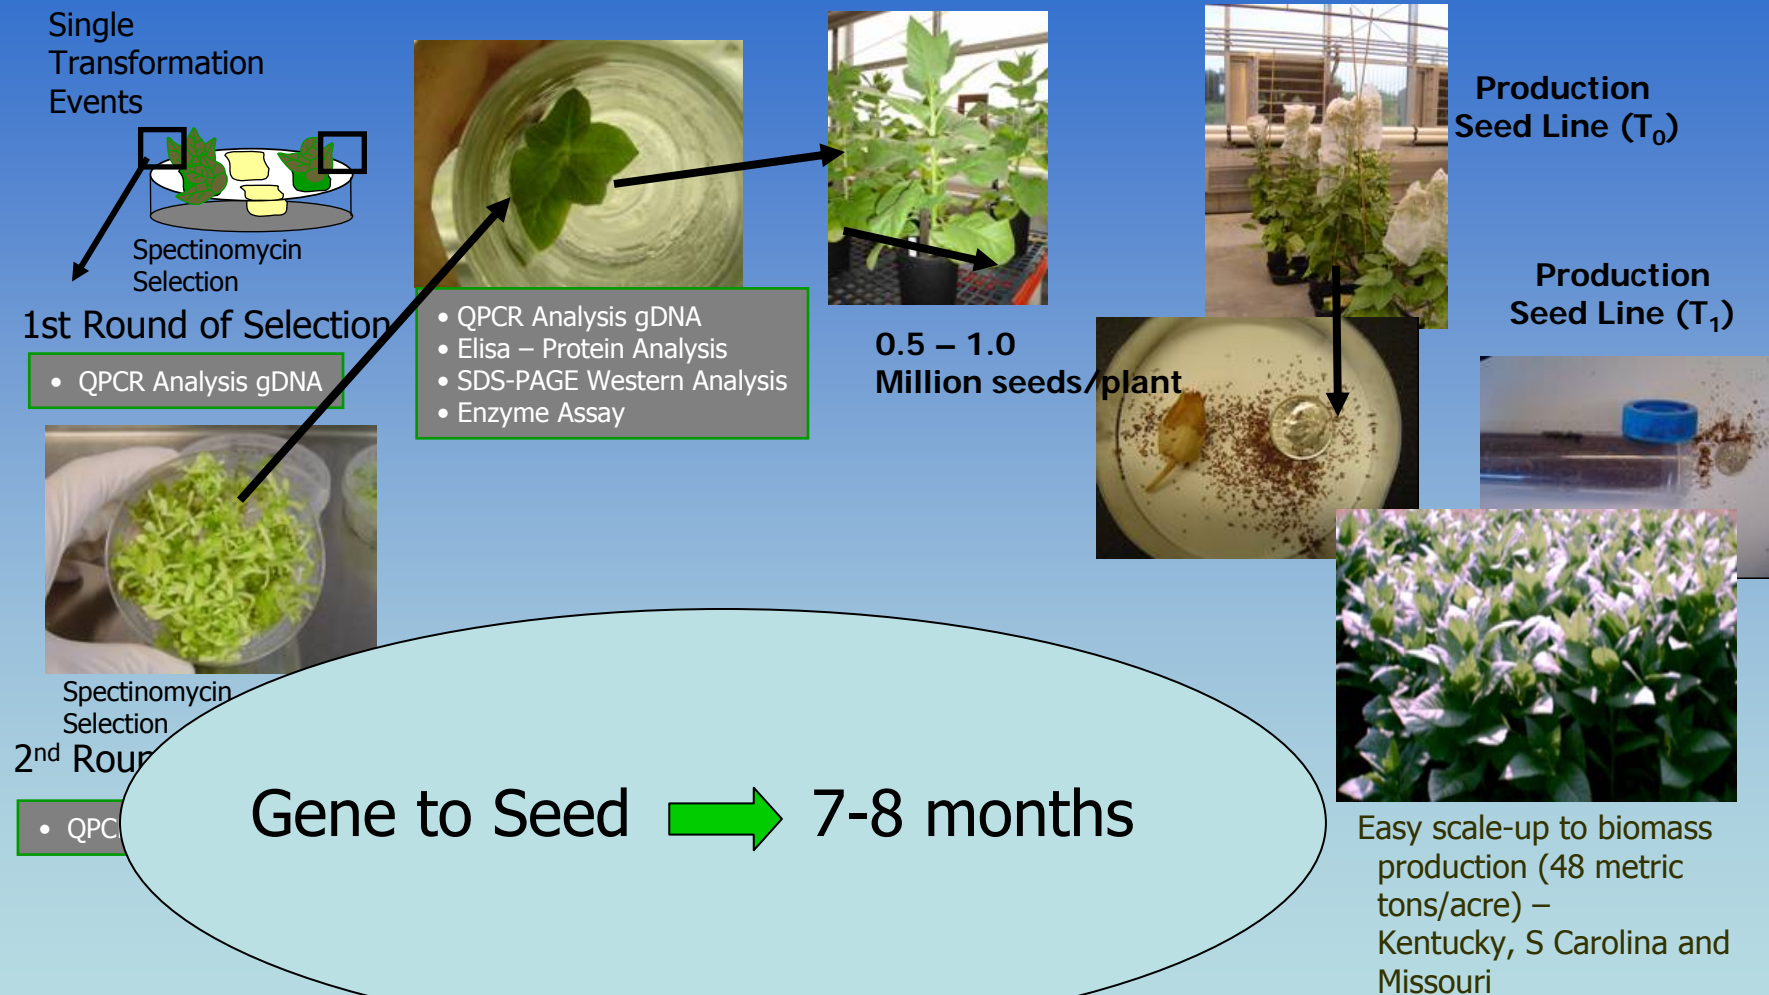 Single
Transformation
Events
Spectinomycin
Selection
1st Round of Selection
• QPCR Analysis gDNA
Spectinomycin
Selection
2nd Roun
• QPC
• QPCR Analysis gDNA
• Elisa – Protein Analysis
• SDS-PAGE Western Analysis
• Enzyme Assay
0.5 – 1.0
Million seeds/plant
Production
Seed Line (T0)
Production
Seed Line (T1)
Gene to Seed
7-8 months
Easy scale-up to biomass
production (48 metric
tons/acre) –
Kentucky, S Carolina and
Missouri